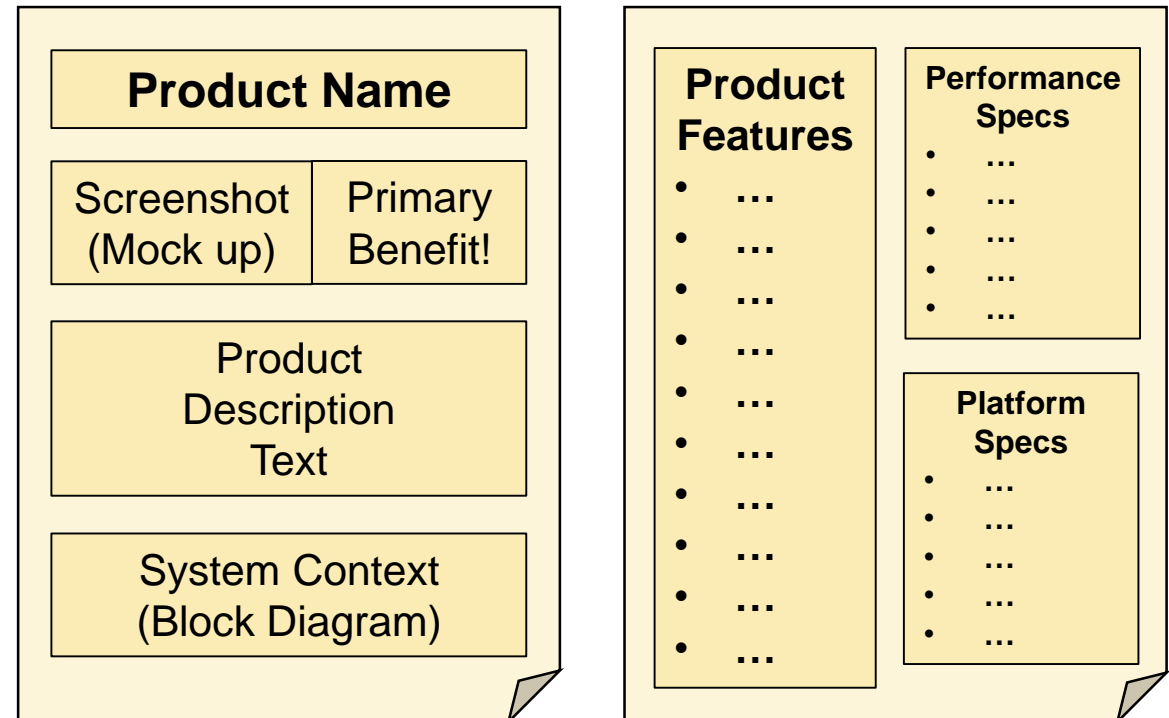 Product Name
Screenshot
(Mock up)
Primary
Benefit!
Product
Description
Text
System Context
(Block Diagram)
Product
Features
• …
• …
• …
• …
• …
• …
• …
• …
• …
• …
Performance
Specs
• …
• …
• …
• …
• …
Platform
Specs
• …
• …
• …
• …
• …